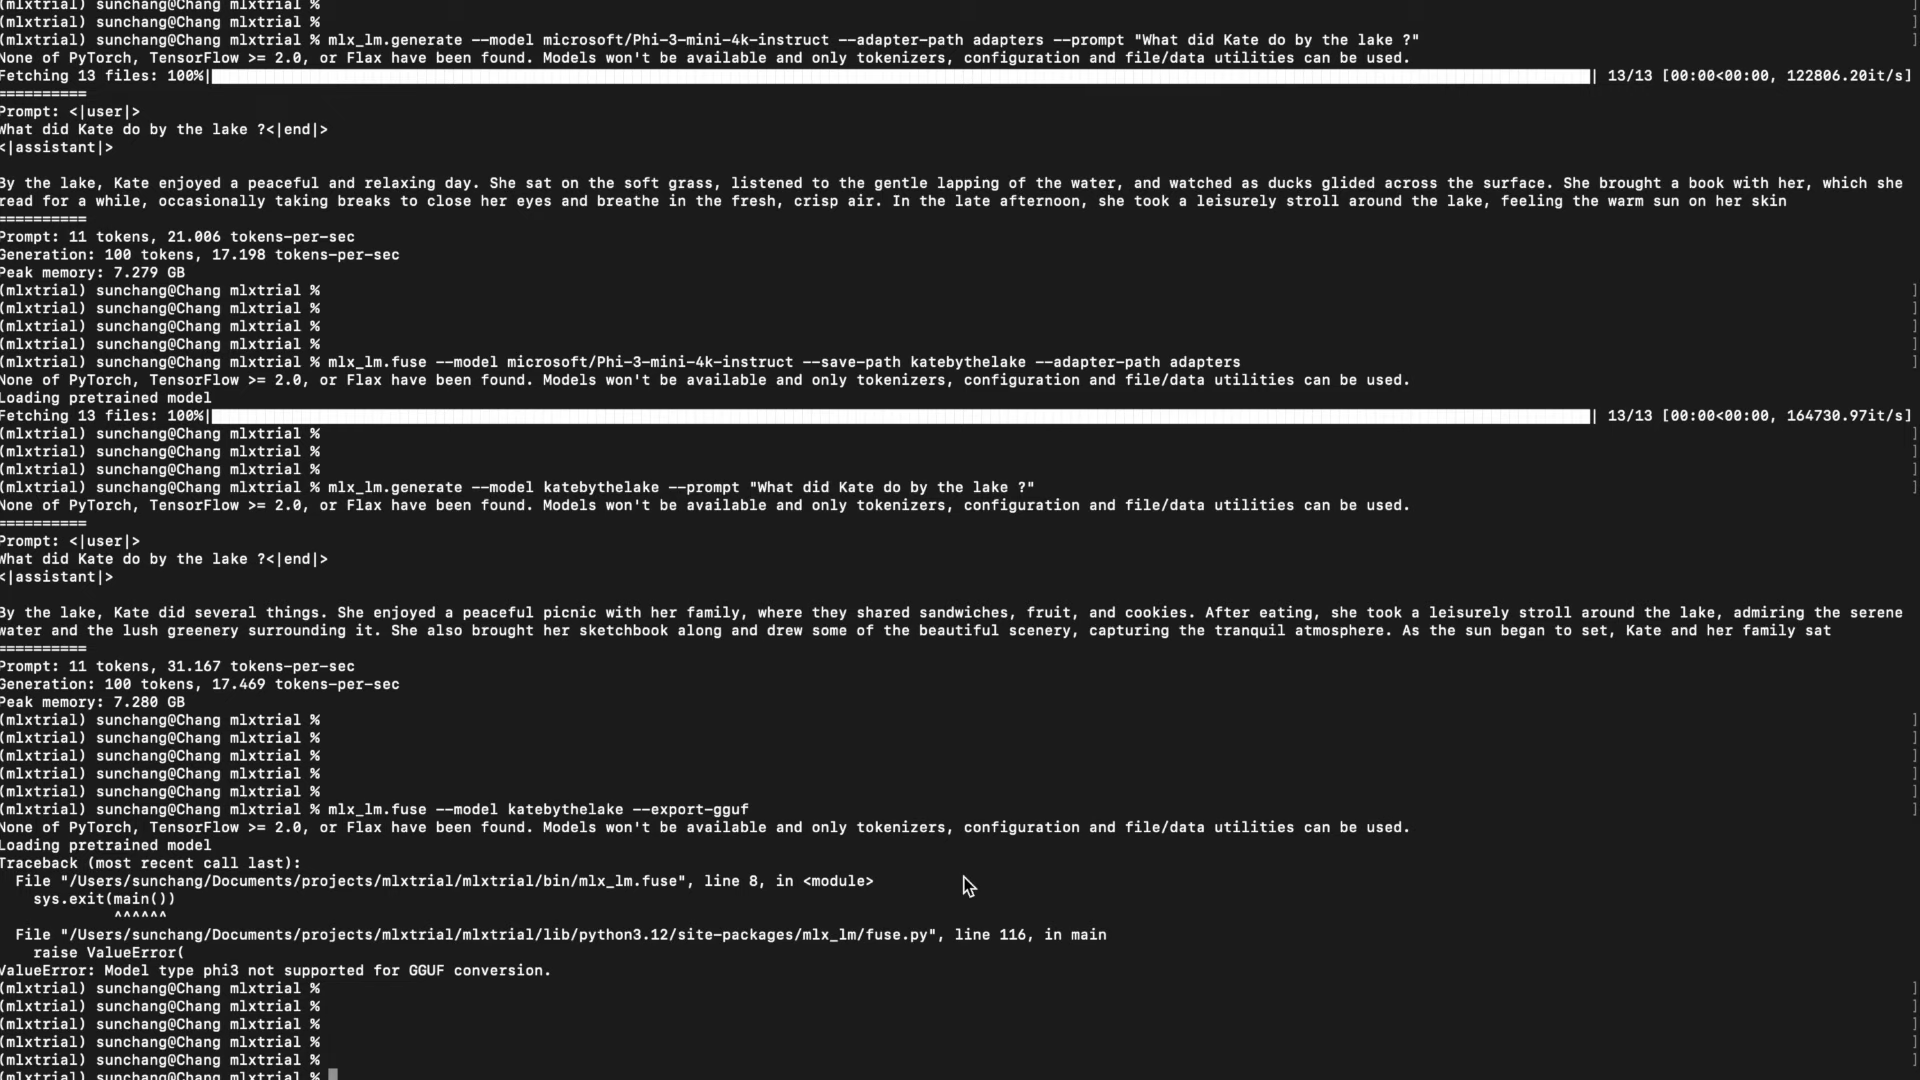 (mlxtrial) sunchang@Chang mlxtrial %
(mlxtrial) sunchang@Chang mlxtrial %
(mlxtrial) sunchang@Chang mlxtrial % mlx_lm.generate --model microsoft/Phi-3-mini-4k-instruct --adapter-path adapters --prompt "What did Kate do by the lake ?"
None of PyTorch, TensorFlow >= 2.0, or Flax have been found. Models won't be available and only tokenizers, configuration and file/data utilities can be used.
Fetching 13 files: 100%| | 13/13 [00:00<00:00, 122806.20it/s]
==========
Prompt: <|user|>
What did Kate do by the lake ?<|end|>
<|assistant|>
By the lake, Kate enjoyed a peaceful and relaxing day. She sat on the soft grass, listened to the gentle lapping of the water, and watched as ducks glided across the surface. She brought a book with her, which she
read for a while, occasionally taking breaks to close her eyes and breathe in the fresh, crisp air. In the late afternoon, she took a leisurely stroll around the lake, feeling the warm sun on her skin
==========
Prompt: 11 tokens, 21.006 tokens-per-sec
Generation: 100 tokens, 17.198 tokens-per-sec
Peak memory: 7.279 GB
(mlxtrial) sunchang@Chang mlxtrial %
(mlxtrial) sunchang@Chang mlxtrial %
(mlxtrial) sunchang@Chang mlxtrial %
(mlxtrial) sunchang@Chang mlxtrial %
(mlxtrial) sunchang@Chang mlxtrial % mlx_lm.fuse --model microsoft/Phi-3-mini-4k-instruct --save-path katebythelake --adapter-path adapters
None of PyTorch, TensorFlow >= 2.0, or Flax have been found. Models won't be available and only tokenizers, configuration and file/data utilities can be used.
Loading pretrained model
Fetching 13 files: 100%| | 13/13 [00:00<00:00, 164730.97it/s]
(mlxtrial) sunchang@Chang mlxtrial %
(mlxtrial) sunchang@Chang mlxtrial %
(mlxtrial) sunchang@Chang mlxtrial %
(mlxtrial) sunchang@Chang mlxtrial % mlx_lm.generate --model katebythelake --prompt "What did Kate do by the lake ?"
None of PyTorch, TensorFlow >= 2.0, or Flax have been found. Models won't be available and only tokenizers, configuration and file/data utilities can be used.
==========
Prompt: <|user|>
What did Kate do by the lake ?<|end|>
<|assistant|>
By the lake, Kate did several things. She enjoyed a peaceful picnic with her family, where they shared sandwiches, fruit, and cookies. After eating, she took a leisurely stroll around the lake, admiring the serene
water and the lush greenery surrounding it. She also brought her sketchbook along and drew some of the beautiful scenery, capturing the tranquil atmosphere. As the sun began to set, Kate and her family sat
==========
Prompt: 11 tokens, 31.167 tokens-per-sec
Generation: 100 tokens, 17.469 tokens-per-sec
Peak memory: 7.280 GB
(mlxtrial) sunchang@Chang mlxtrial %
(mlxtrial) sunchang@Chang mlxtrial %
(mlxtrial) sunchang@Chang mlxtrial %
(mlxtrial) sunchang@Chang mlxtrial %
(mlxtrial) sunchang@Chang mlxtrial %
(mlxtrial) sunchang@Chang mlxtrial % mlx_lm.fuse --model katebythelake --export-gguf
None of PyTorch, TensorFlow >= 2.0, or Flax have been found. Models won't be available and only tokenizers, configuration and file/data utilities can be used.
Loading pretrained model
Traceback (most recent call last):
  File "/Users/sunchang/Documents/projects/mlxtrial/mlxtrial/bin/mlx_lm.fuse", line 8, in <module>
    sys.exit(main())
             ^^^^^^
  File "/Users/sunchang/Documents/projects/mlxtrial/mlxtrial/lib/python3.12/site-packages/mlx_lm/fuse.py", line 116, in main
    raise ValueError(
ValueError: Model type phi3 not supported for GGUF conversion.
(mlxtrial) sunchang@Chang mlxtrial %
(mlxtrial) sunchang@Chang mlxtrial %
(mlxtrial) sunchang@Chang mlxtrial %
(mlxtrial) sunchang@Chang mlxtrial %
(mlxtrial) sunchang@Chang mlxtrial %
(mlxtrial) sunchang@Chang mlxtrial %